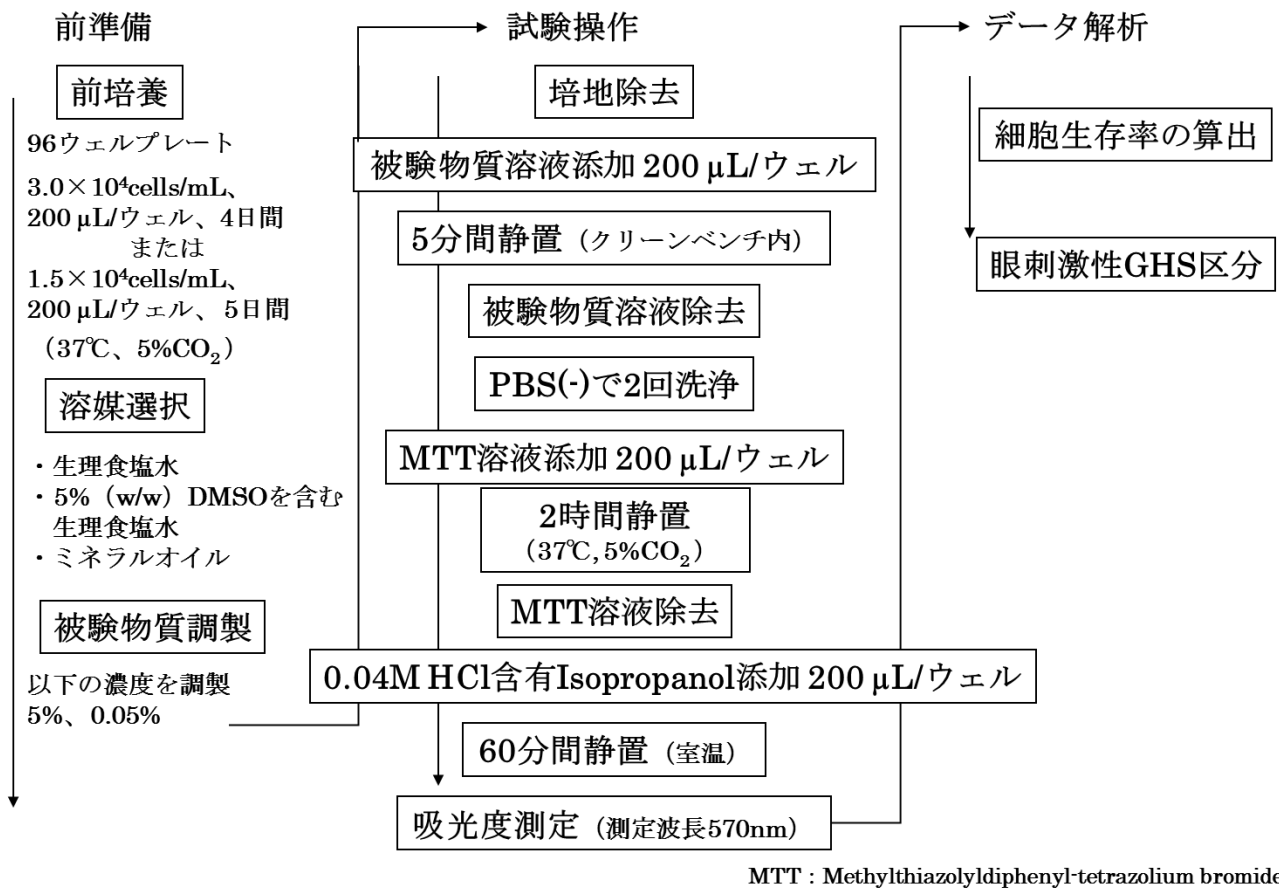 前準備
前培養
96ウェルプレート
3.0×10⁴cells/mL、
200 μL/ウェル、4日間
または
1.5×10⁴cells/mL、
200 μL/ウェル、5日間
（37℃、5%CO₂）
溶媒選択
・生理食塩水
・5%（w/w）DMSOを含む
生理食塩水
・ミネラルオイル
被験物質調製
以下の濃度を調製
5%、0.05%
試験操作
培地除去
被験物質溶液添加 200 μL/ウェル
5分間静置（クリーンベンチ内）
被験物質溶液除去
PBS(-)で2回洗浄
MTT溶液添加 200 μL/ウェル
2時間静置
（37℃, 5%CO₂）
MTT溶液除去
0.04M HCl含有Isopropanol添加 200 μL/ウェル
60分間静置（室温）
吸光度測定（測定波長570nm）
データ解析
細胞生存率の算出
眼刺激性GHS区分
MTT：Methylthiazolyldiphenyl-tetrazolium bromide